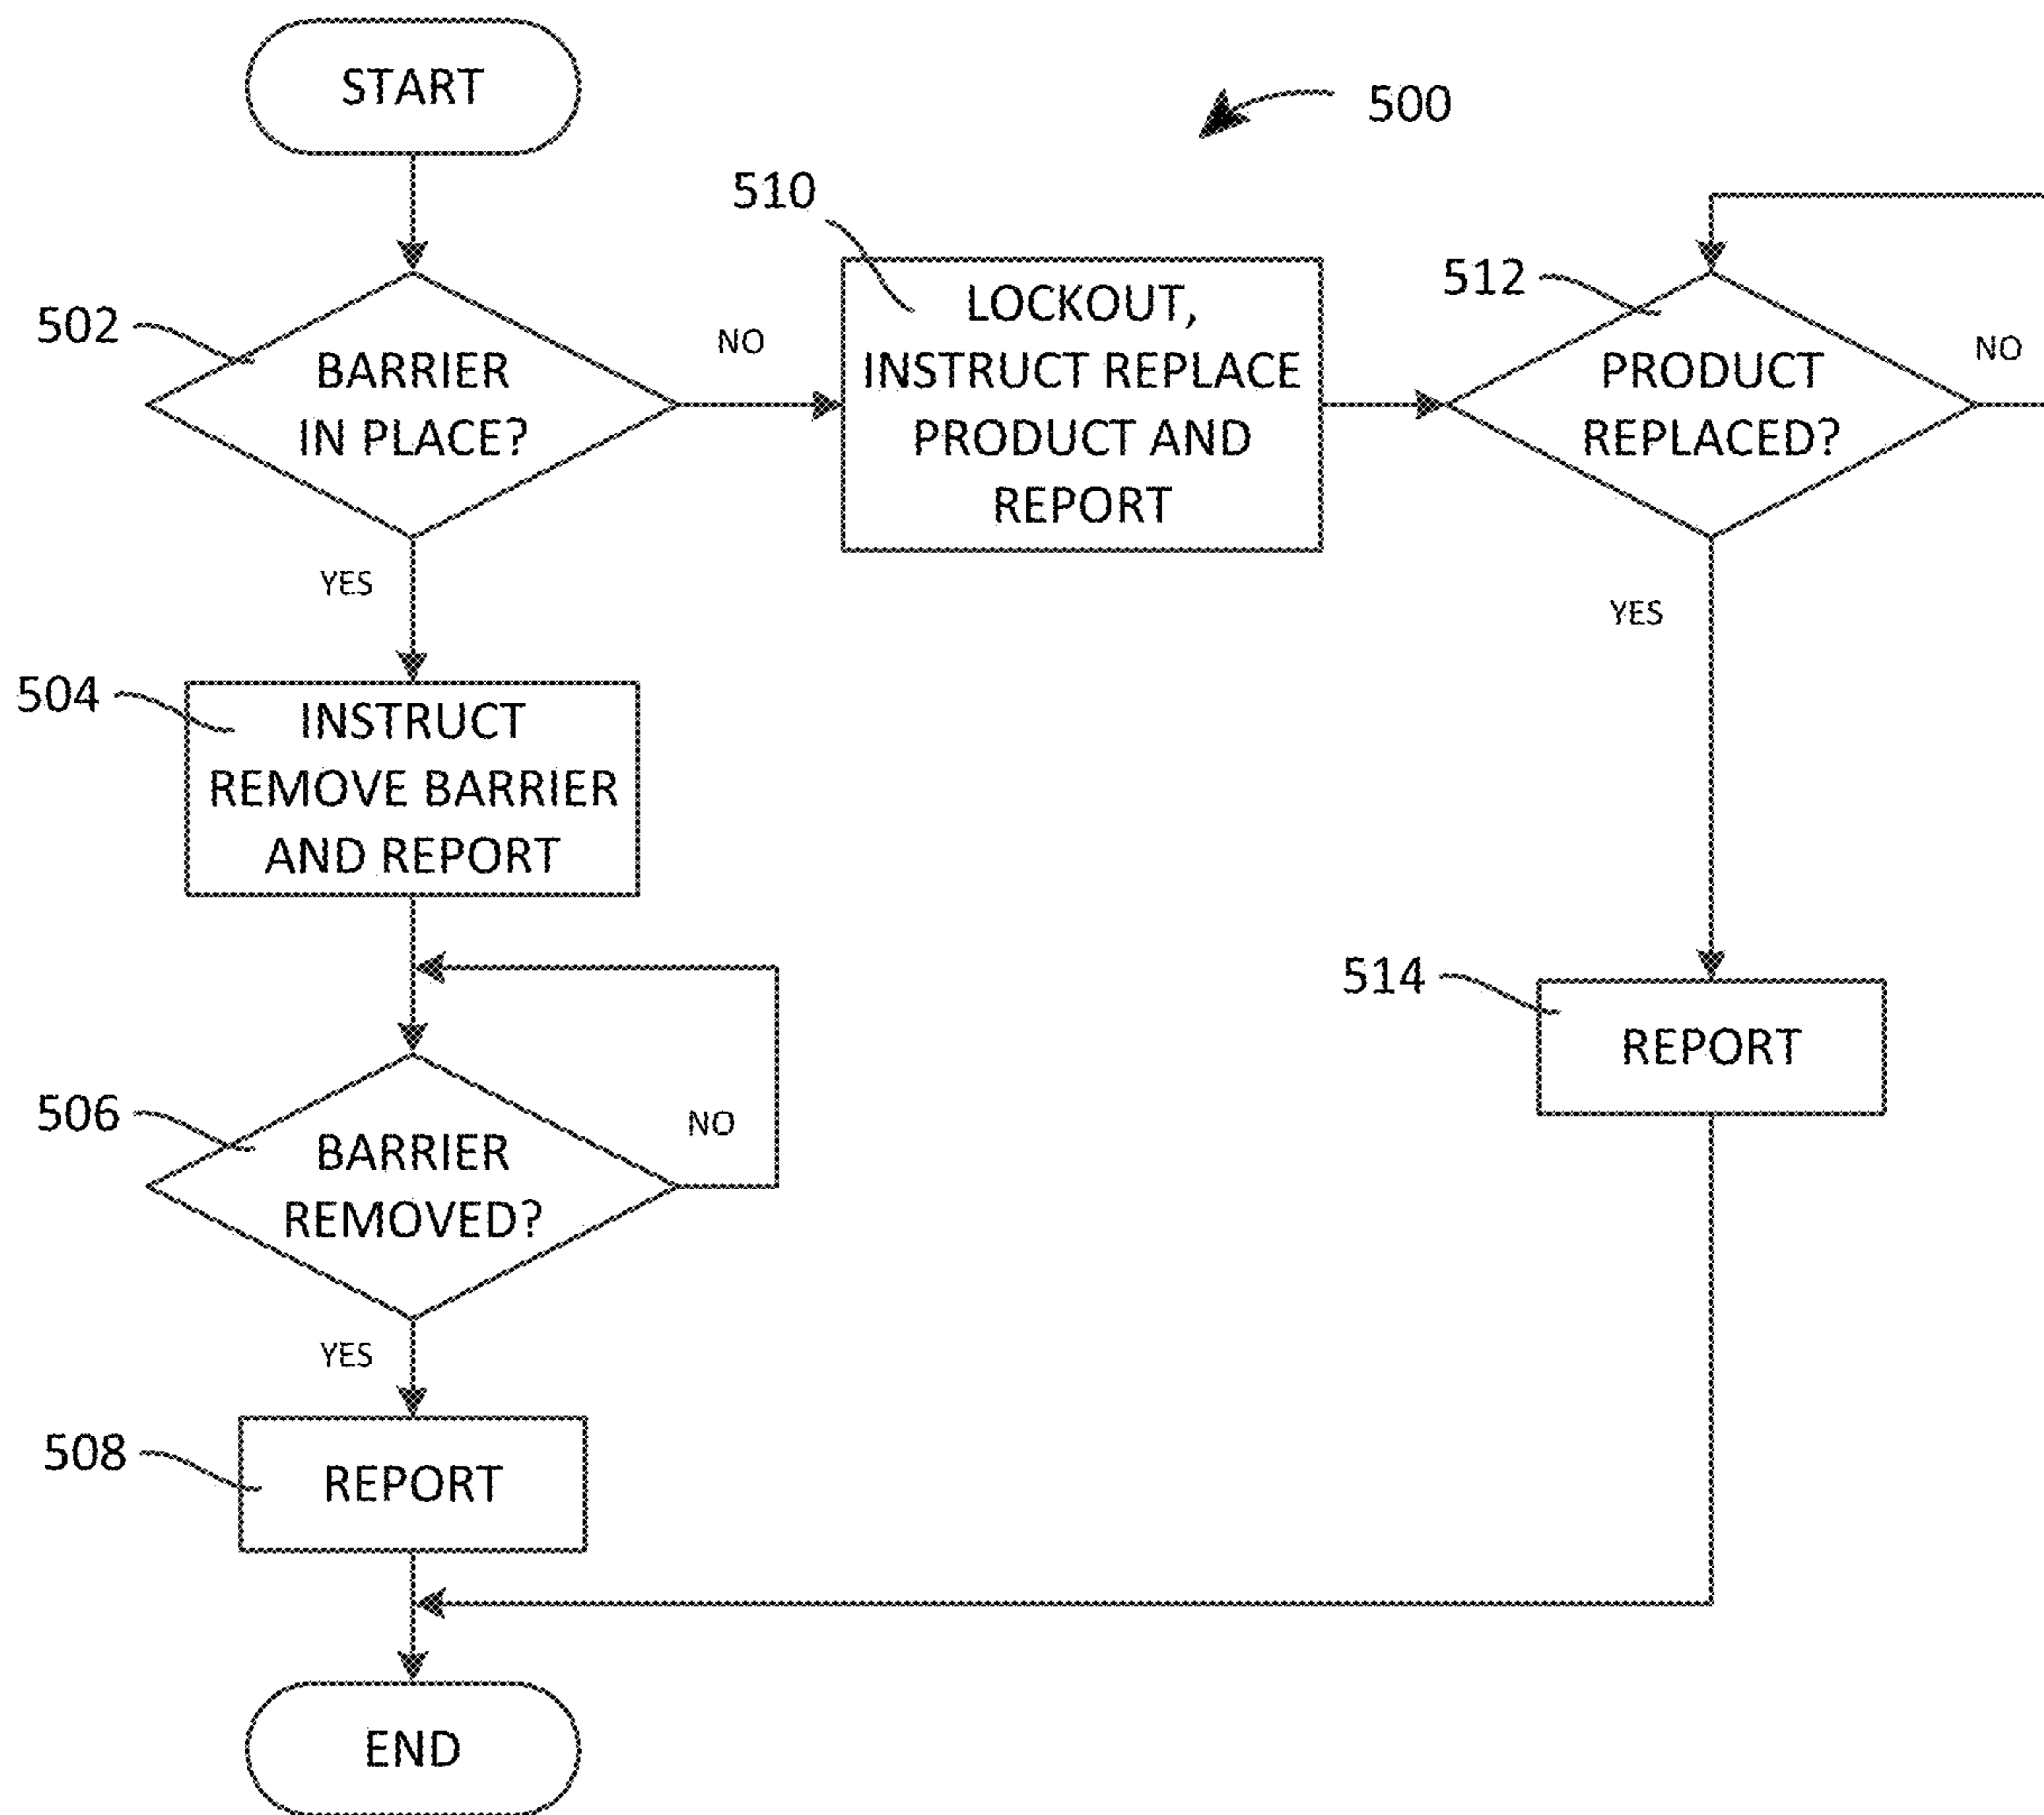 START
500
502
BARRIER
IN PLACE?
NO
510
LOCKOUT,
INSTRUCT REPLACE
PRODUCT AND
REPORT
512
PRODUCT
REPLACED?
NO
YES
YES
504
INSTRUCT
REMOVE BARRIER
AND REPORT
506
BARRIER
REMOVED?
NO
514
REPORT
YES
508
REPORT
END